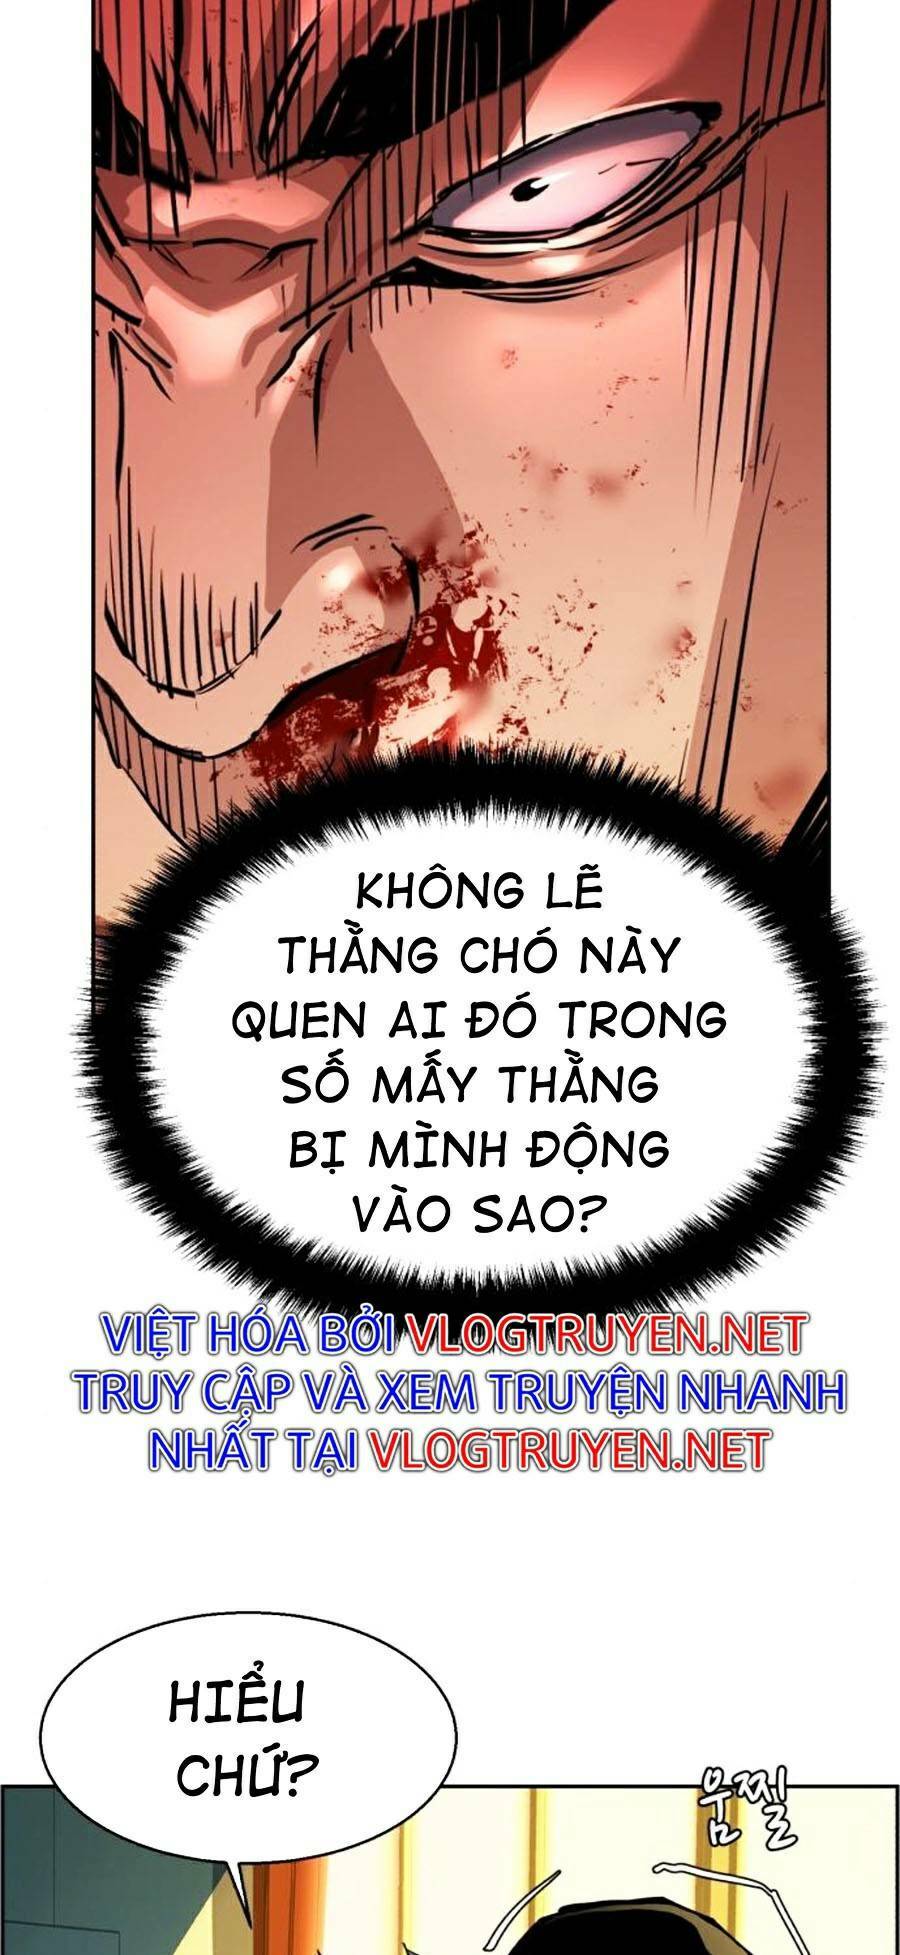 KHÔNG LẼ
THẰNG CHÓ NÀY
QUEN AI ĐÓ TRONG
SỐ MẤY THẰNG
BỊ MÌNH ĐỘNG
VÀO SAO?
VIỆT HÓA BỞI VLOGTRUYEN.NET
TRUY CẬP VÀ XEM TRUYỆN NHANH
NHẤT TẠI VLOGTRUYEN.NET
HIỂU
CHỨ?
움찔